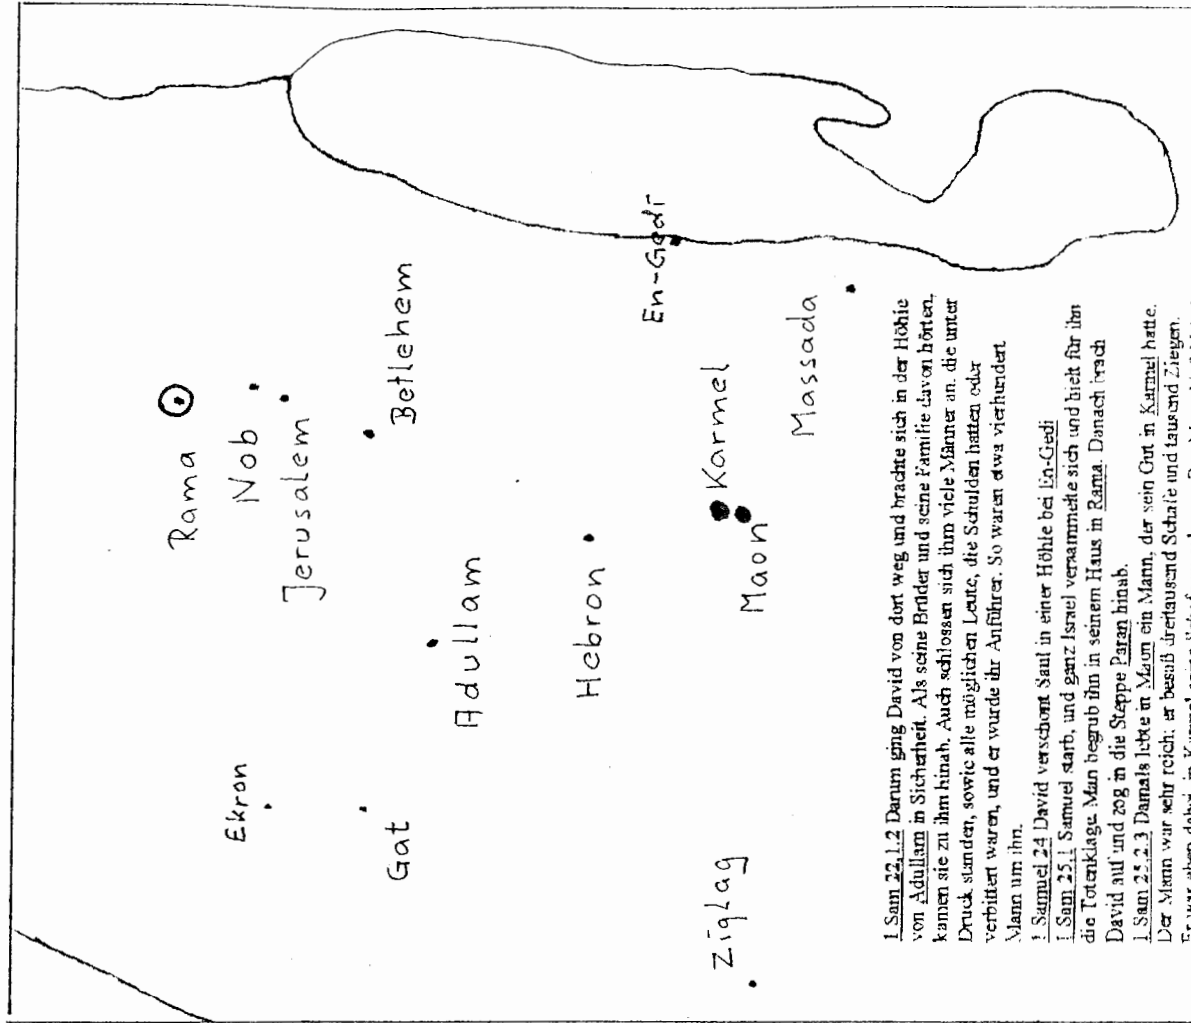 Rama
Ekron
Nob
Jerusalem
Gat
Betlehem
Adullam
Hebron
En-Gedi
Ziglag
Karmel
Maon
Massada
1 Sam 22,1.2 Darum ging David von dort weg und brachte sich in der Höhle
von Adullam in Sicherheit. Als seine Brüder und seine Familie davon hörten,
kamen sie zu ihm hinab. Auch schlossen sich ihm viele Männer an, die unter
Druck standen, sowie alle möglichen Leute, die Schulden hatten oder
verbittert waren, und er wurde ihr Anführer. So waren etwa vierhundert
Mann um ihn.
1 Samuel 24 David verschont Saul in einer Höhle bei En-Gedi
1 Sam 25,1 Samuel starb, und ganz Israel versammelte sich und hielt für ihn
die Totenklage. Man begrub ihn in seinem Haus in Rama. Danach brach
David auf und zog in die Steppe Paran hinab.
1 Sam 25,2.3 Damals lebte in Maon ein Mann, der sein Gut in Karmel hatte.
Der Mann war sehr reich; er besaß dreitausend Schafe und tausend Ziegen.
Er war eben dabei, in Karmel seine